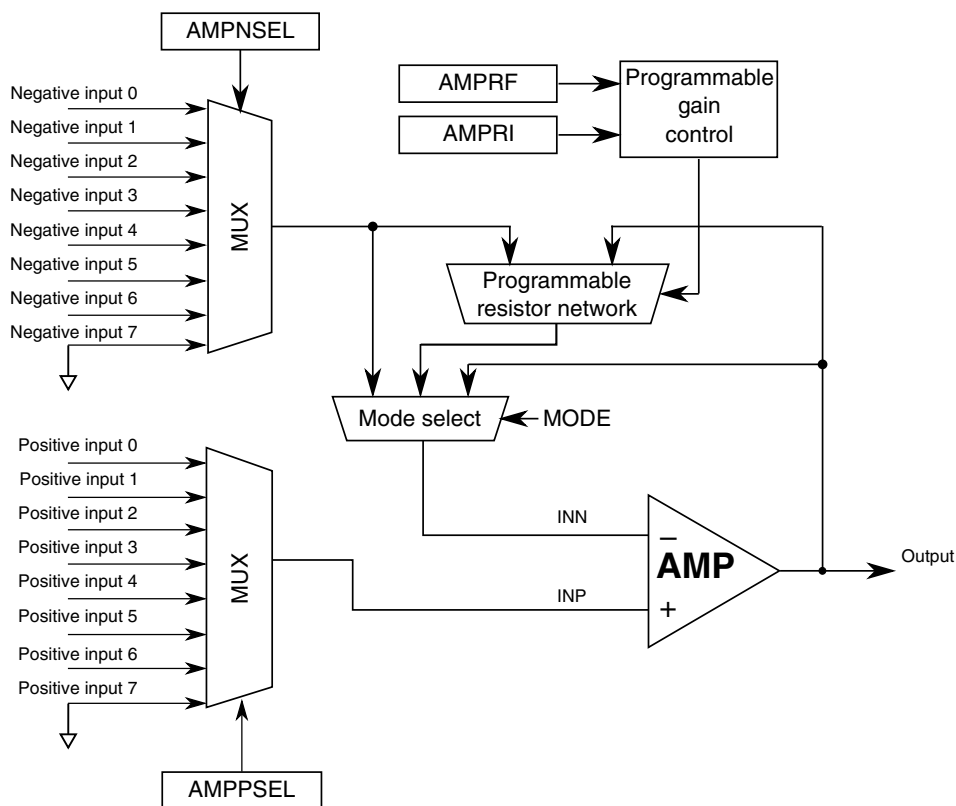 AMPNSEL
Negative input 0
Negative input 1
Negative input 2
Negative input 3
Negative input 4
Negative input 5
Negative input 6
Negative input 7
MUX
AMPRF
AMPRI
Programmable
gain
control
Programmable
resistor network
Mode select
MODE
Positive input 0
Positive input 1
Positive input 2
Positive input 3
Positive input 4
Positive input 5
Positive input 6
Positive input 7
MUX
INN
INP
−
AMP
+
Output
AMPPSEL